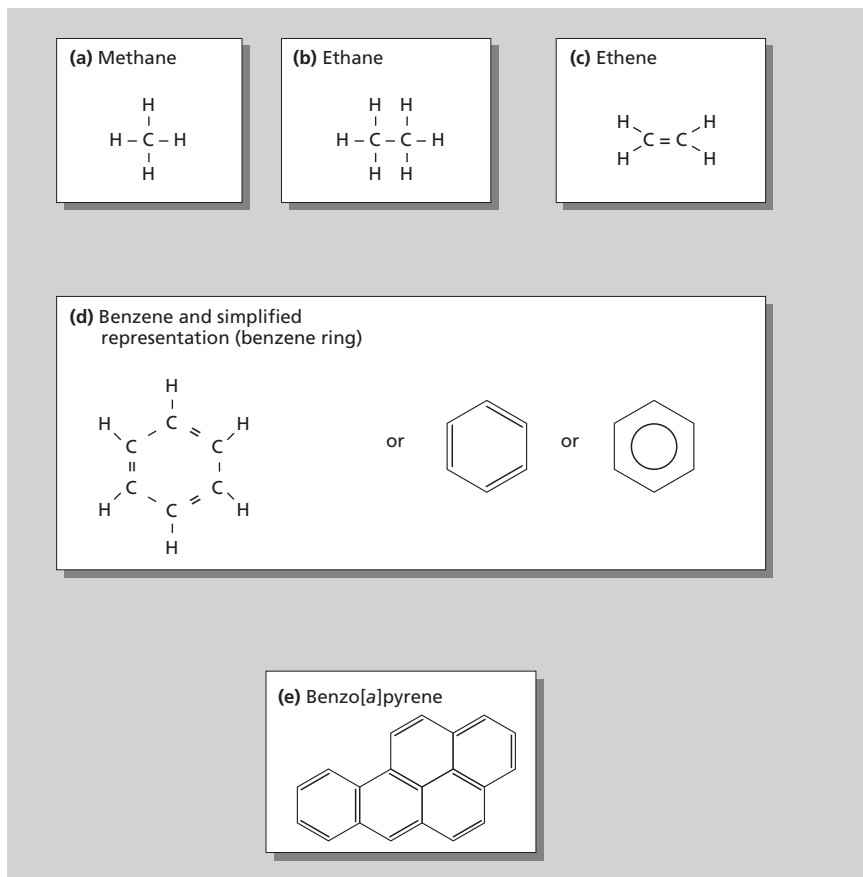 (a) Methane
H
H – C – H
H
(b) Ethane
H H
H – C – C – H
H H
(c) Ethene
H H
C = C
H H
(d) Benzene and simplified
representation (benzene ring)
H
H C H
C C
or or
C C
H C H
H
(e) Benzo[a]pyrene